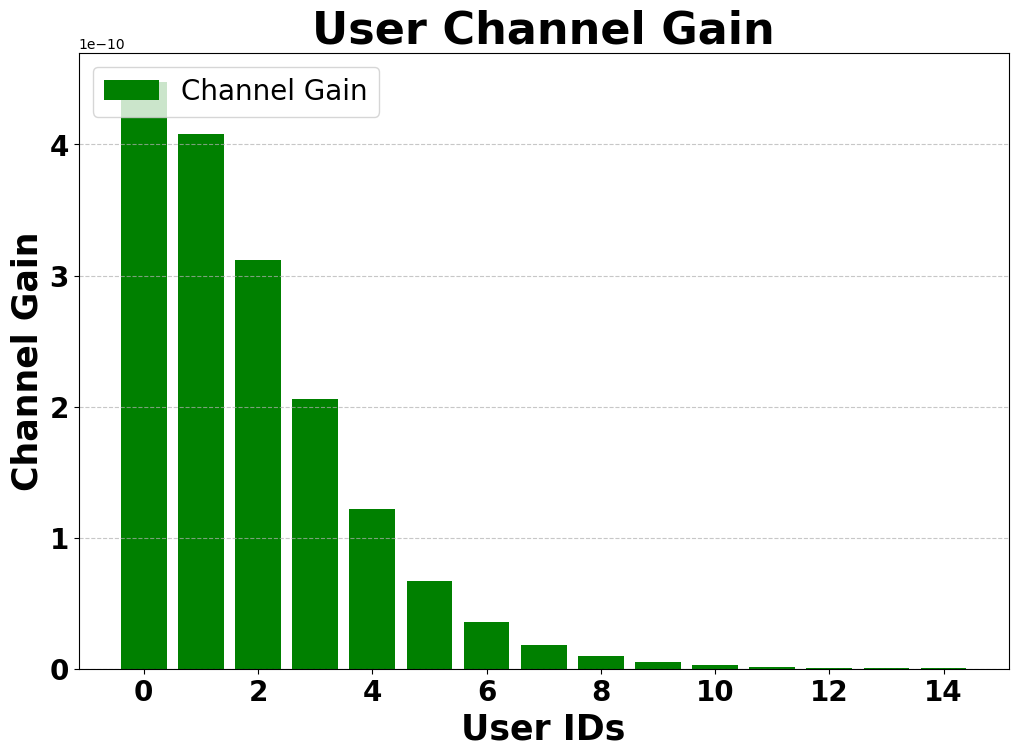 User Channel Gain
1e−10
Channel Gain
4
3
2
1
0
Channel Gain
0 2 4 6 8 10 12 14
User IDs